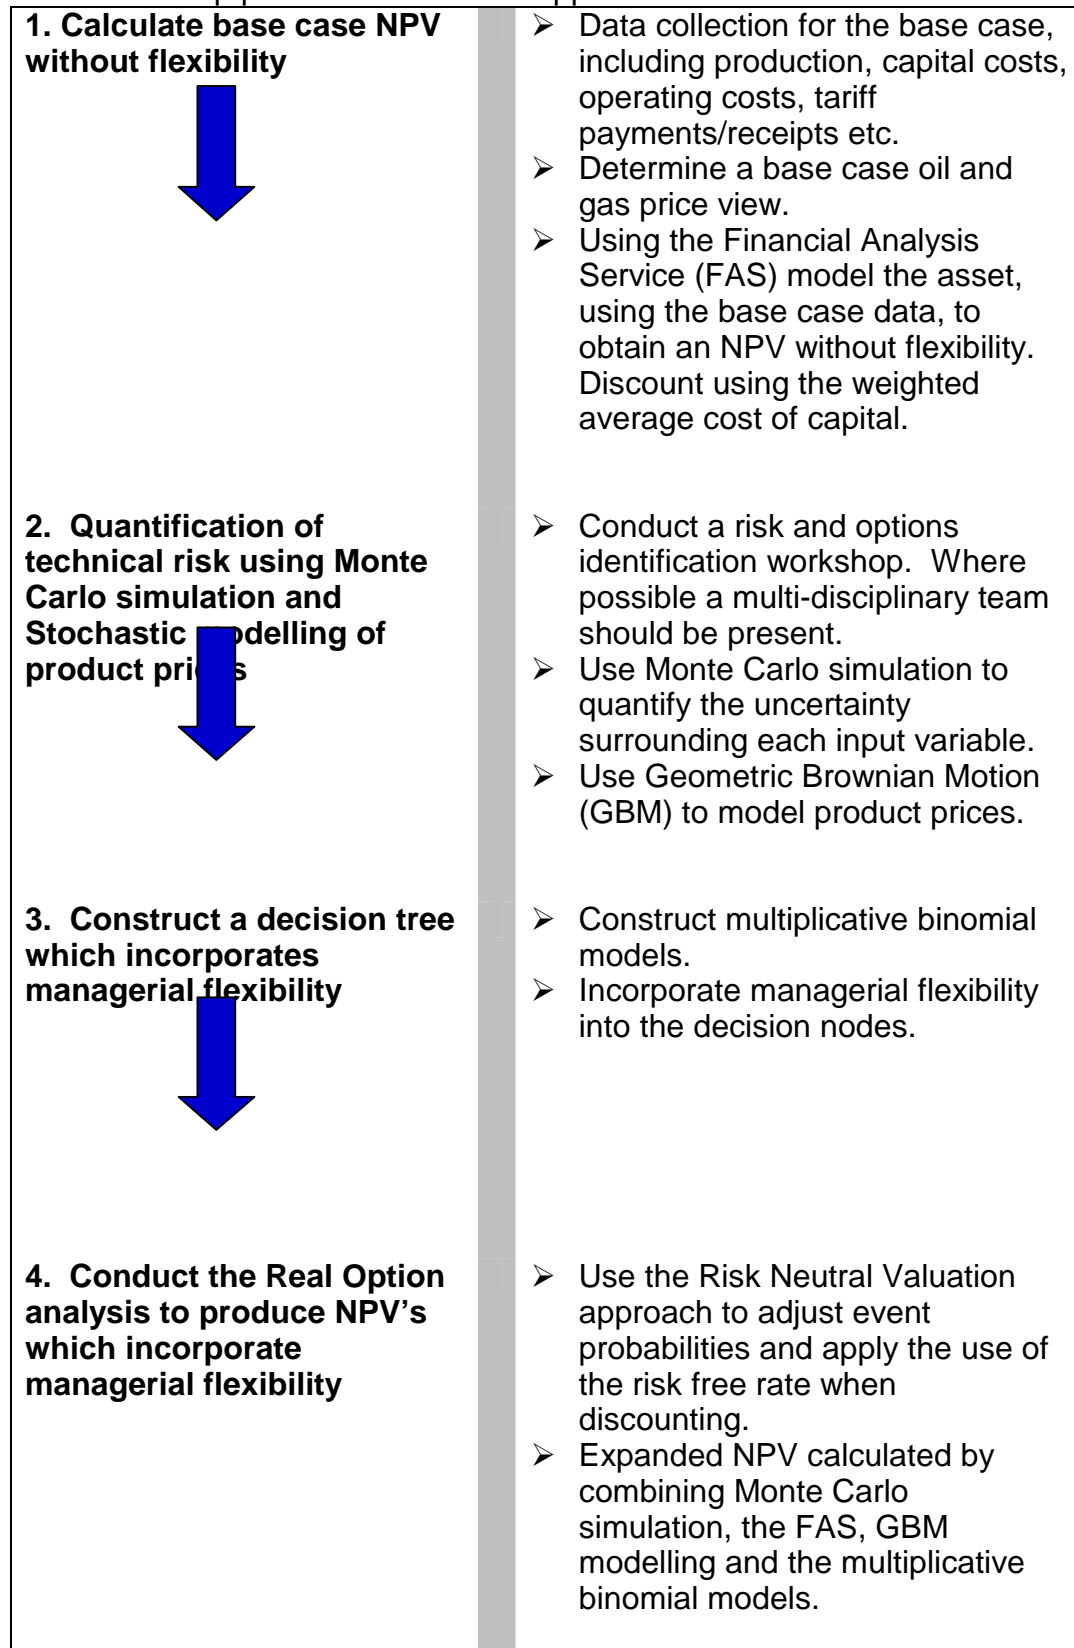 1. Calculate base case NPV
without flexibility
➢ Data collection for the base case,
including production, capital costs,
operating costs, tariff
payments/receipts etc.
➢ Determine a base case oil and
gas price view.
➢ Using the Financial Analysis
Service (FAS) model the asset,
using the base case data, to
obtain an NPV without flexibility.
Discount using the weighted
average cost of capital.
2. Quantification of
technical risk using Monte
Carlo simulation and
Stochastic modelling of
product prices
➢ Conduct a risk and options
identification workshop. Where
possible a multi-disciplinary team
should be present.
➢ Use Monte Carlo simulation to
quantify the uncertainty
surrounding each input variable.
➢ Use Geometric Brownian Motion
(GBM) to model product prices.
3. Construct a decision tree
which incorporates
managerial flexibility
➢ Construct multiplicative binomial
models.
➢ Incorporate managerial flexibility
into the decision nodes.
4. Conduct the Real Option
analysis to produce NPV’s
which incorporate
managerial flexibility
➢ Use the Risk Neutral Valuation
approach to adjust event
probabilities and apply the use of
the risk free rate when
discounting.
➢ Expanded NPV calculated by
combining Monte Carlo
simulation, the FAS, GBM
modelling and the multiplicative
binomial models.